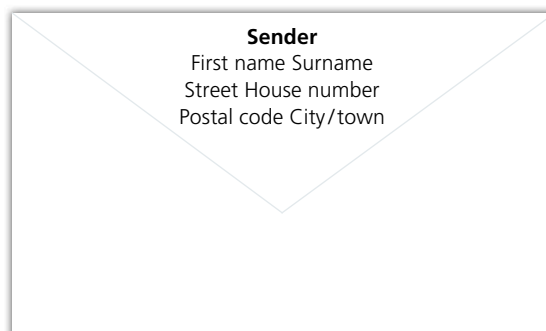 Sender
First name Surname
Street House number
Postal code City/town